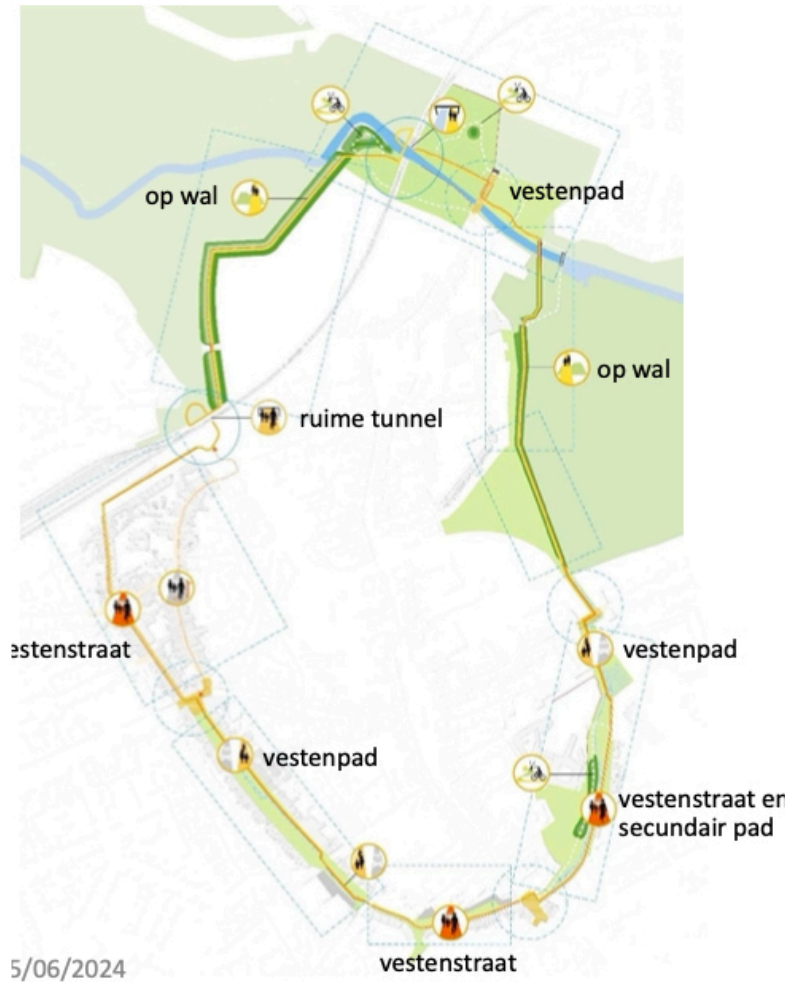 op wal
vestenpad
op wal
ruime tunnel
estenstraat
vestenpad
vestenpad
vestenstraat en
secundair pad
vestenstraat
5/06/2024